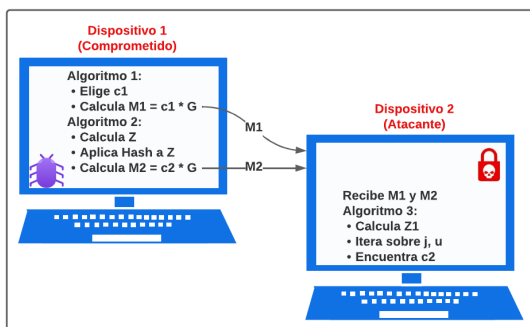 Dispositivo 1
(Comprometido)
Algoritmo 1:
• Elige c1
• Calcula M1 = c1 * G
Algoritmo 2:
• Calcula Z
• Aplica Hash a Z
• Calcula M2 = c2 * G
M1
M2
Dispositivo 2
(Atacante)
Recibe M1 y M2
Algoritmo 3:
• Calcula Z1
• Itera sobre j, u
• Encuentra c2